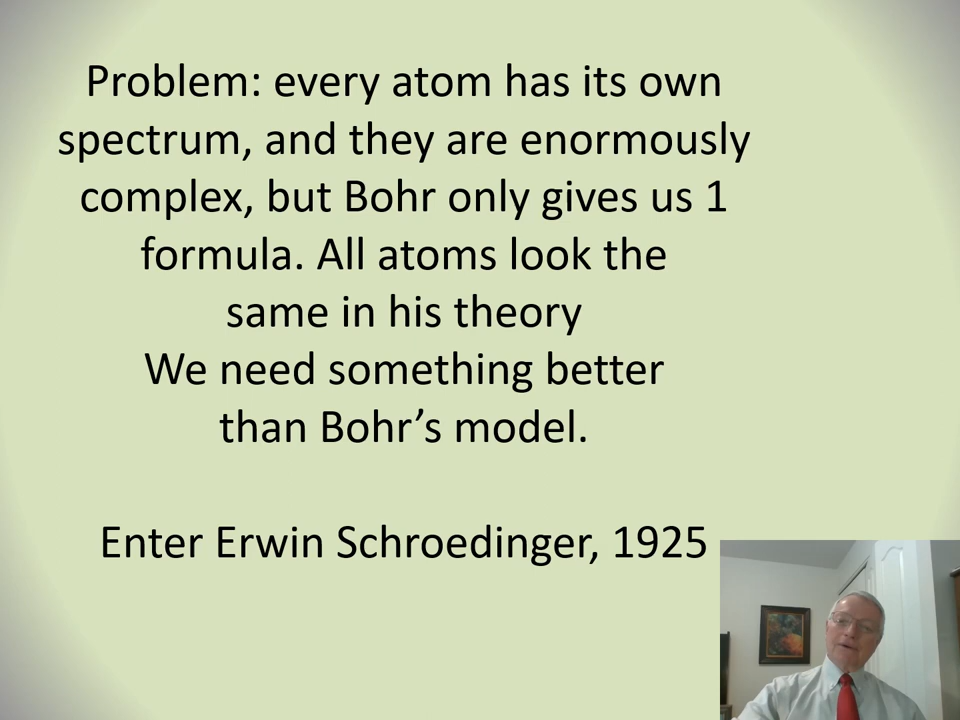 Problem: every atom has its own
spectrum, and they are enormously
complex, but Bohr only gives us 1
formula. All atoms look the
same in his theory
We need something better
than Bohr’s model.
Enter Erwin Schroedinger, 1925